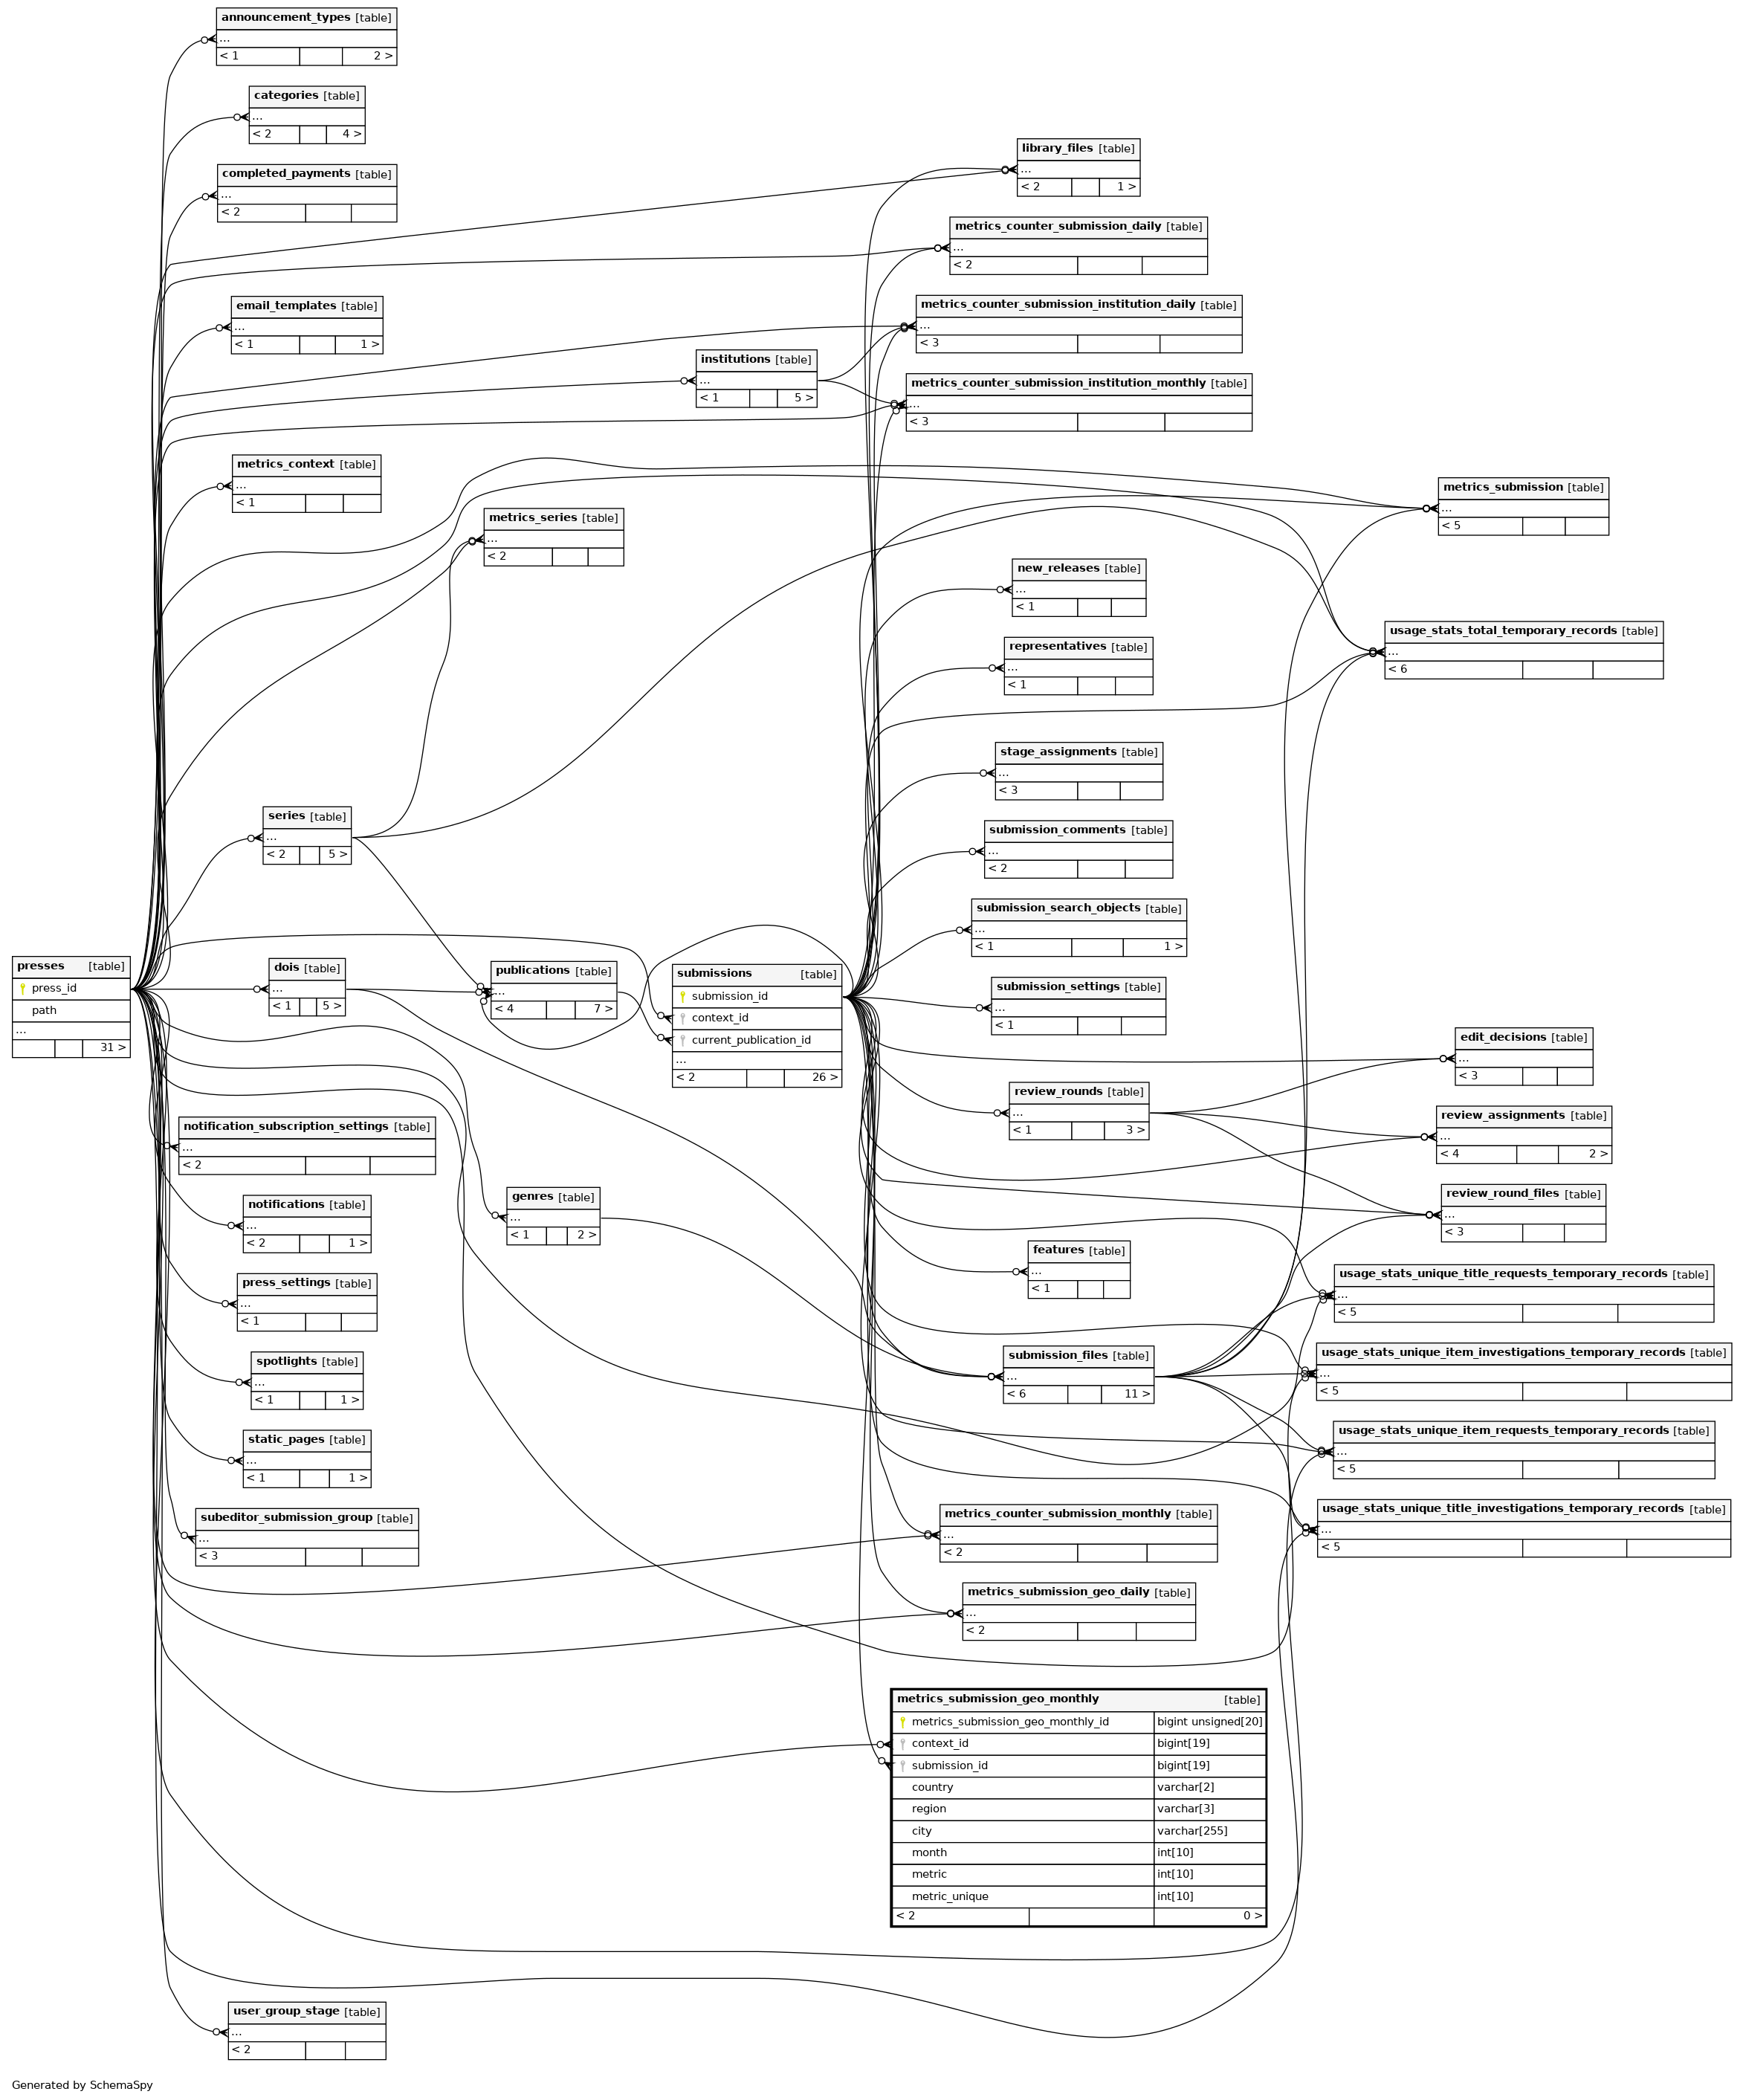 announcement_types [table]
...
< 1 2 >
categories [table]
...
< 2 4 >
completed_payments [table]
...
< 2
email_templates [table]
...
< 1 1 >
metrics_context [table]
...
< 1
series [table]
...
< 2 5 >
presses [table]
press_id
path
...
31 >
dois [table]
...
< 1 5 >
notification_subscription_settings [table]
...
< 2
notifications [table]
...
< 2 1 >
press_settings [table]
...
< 1
spotlights [table]
...
< 1 1 >
static_pages [table]
...
< 1 1 >
subeditor_submission_group [table]
...
< 3
user_group_stage [table]
...
< 2
metrics_series [table]
...
< 2
publications [table]
...
< 4 7 >
genres [table]
...
< 1 2 >
institutions [table]
...
< 1 5 >
submissions [table]
submission_id
context_id
current_publication_id
...
< 2 26 >
library_files [table]
...
< 2 1 >
metrics_counter_submission_daily [table]
...
< 2
metrics_counter_submission_institution_daily [table]
...
< 3
metrics_counter_submission_institution_monthly [table]
...
< 3
new_releases [table]
...
< 1
representatives [table]
...
< 1
stage_assignments [table]
...
< 3
submission_comments [table]
...
< 2
submission_search_objects [table]
...
< 1 1 >
submission_settings [table]
...
< 1
review_rounds [table]
...
< 1 3 >
features [table]
...
< 1
submission_files [table]
...
< 6 11 >
metrics_counter_submission_monthly [table]
...
< 2
metrics_submission_geo_daily [table]
...
< 2
metrics_submission_geo_monthly [table]
metrics_submission_geo_monthly_id bigint unsigned[20]
context_id bigint[19]
submission_id bigint[19]
country varchar[2]
region varchar[3]
city varchar[255]
month int[10]
metric int[10]
metric_unique int[10]
< 2 0 >
metrics_submission [table]
...
< 5
usage_stats_total_temporary_records [table]
...
< 6
edit_decisions [table]
...
< 3
review_assignments [table]
...
< 4 2 >
review_round_files [table]
...
< 3
usage_stats_unique_title_requests_temporary_records [table]
...
< 5
usage_stats_unique_item_investigations_temporary_records [table]
...
< 5
usage_stats_unique_item_requests_temporary_records [table]
...
< 5
usage_stats_unique_title_investigations_temporary_records [table]
...
< 5
Generated by SchemaSpy